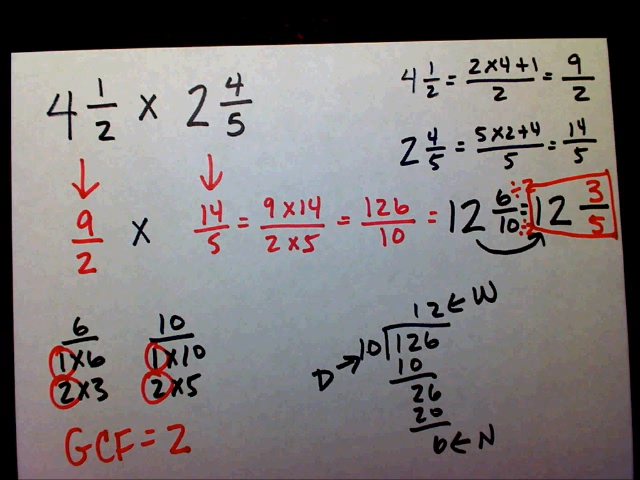 4 1/2 x 2 4/5
4 1/2 = 2x4+1/2 = 9/2
2 4/5 = 5x2+4/5 = 14/5
9/2 x 14/5 = 9x14/2x5 = 126/10 = 12 6/10 ÷2/÷2 = 12 3/5
6
1x6
2x3
10
1x10
2x5
GCF = 2
12 ← W
D → 10 126
10
26
20
6 ← N